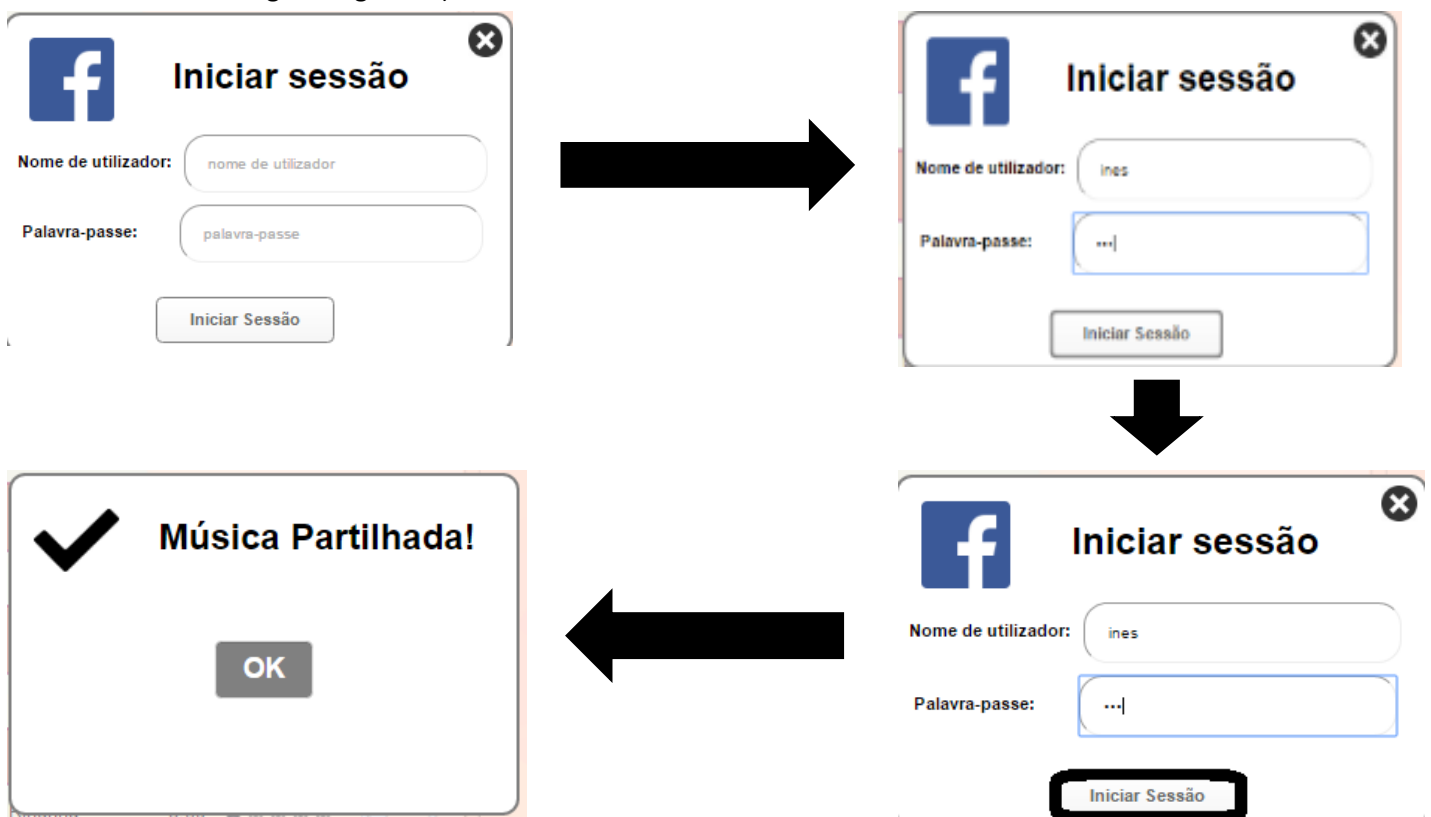 Iniciar sessão
Nome de utilizador: nome de utilizador
Palavra-passe: palavra-passe
Iniciar Sessão
Iniciar sessão
Nome de utilizador: ines
Palavra-passe: •••
Iniciar Sessão
Iniciar sessão
Nome de utilizador: ines
Palavra-passe: •••
Iniciar Sessão
Música Partilhada!
OK